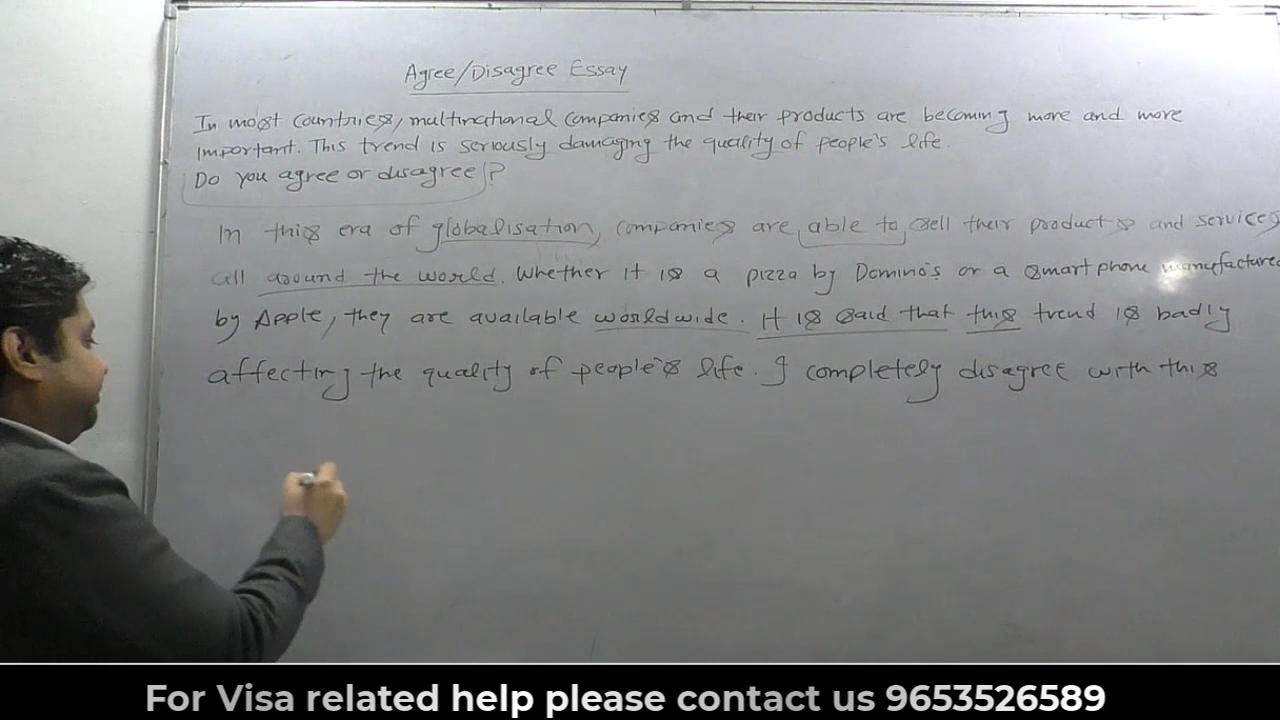 Agree/Disagree Essay
In most countries, multinational companies and their products are becoming more and more
important. This trend is seriously damaging the quality of people's life.
Do you agree or disagree?
In this era of globalisation, companies are able to sell their products and services
all around the world. Whether it is a pizza by Domino's or a smartphone manufactured
by Apple, they are available worldwide. It is said that this trend is badly
affecting the quality of people's life. I completely disagree with this
For Visa related help please contact us 9653526589